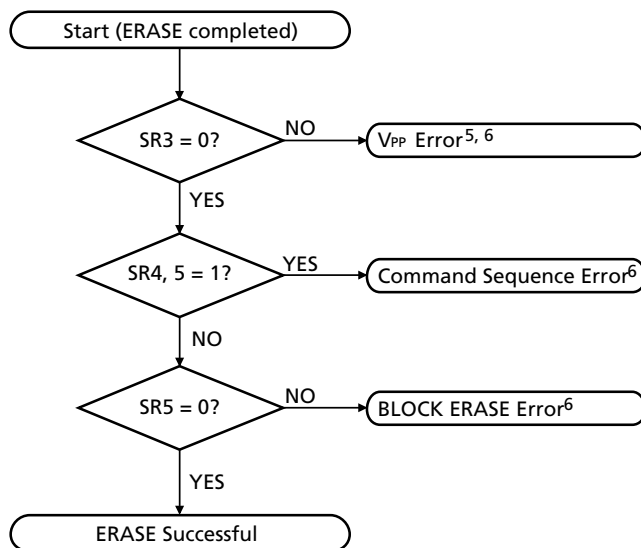 Start (ERASE completed)
SR3 = 0?
NO
VPP Error5, 6
YES
SR4, 5 = 1?
YES
Command Sequence Error6
NO
SR5 = 0?
NO
BLOCK ERASE Error6
YES
ERASE Successful